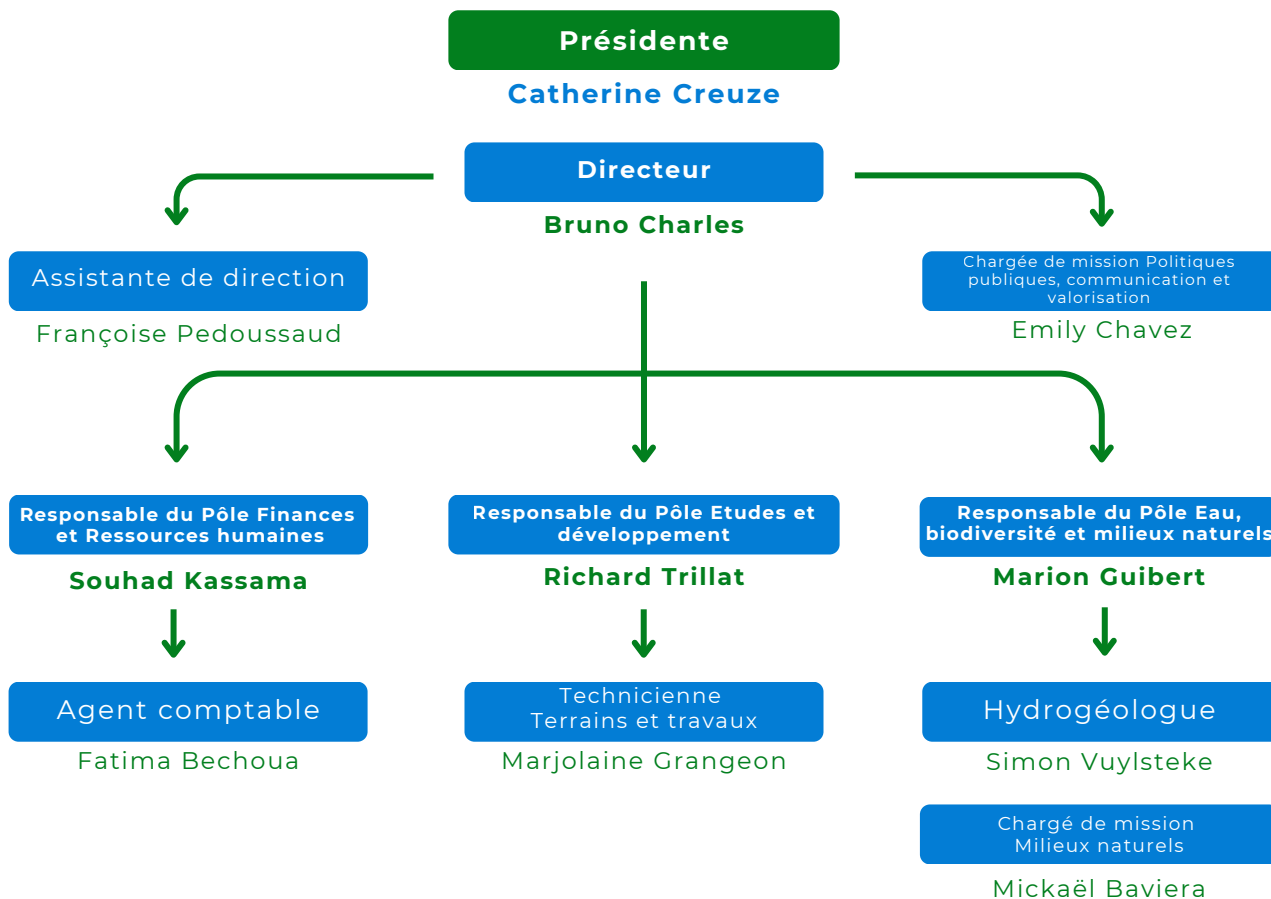 Présidente
Catherine Creuze
Directeur
Bruno Charles
Assistante de direction
Françoise Pedoussaud
Chargée de mission Politiques
publiques, communication et
valorisation
Emily Chavez
Responsable du Pôle Finances
et Ressources humaines
Souhad Kassama
Responsable du Pôle Etudes et
développement
Richard Trillat
Responsable du Pôle Eau,
biodiversité et milieux naturels
Marion Guibert
Agent comptable
Fatima Bechoua
Technicienne
Terrains et travaux
Marjolaine Grangeon
Hydrogéologue
Simon Vuylsteke
Chargé de mission
Milieux naturels
Mickaël Baviera